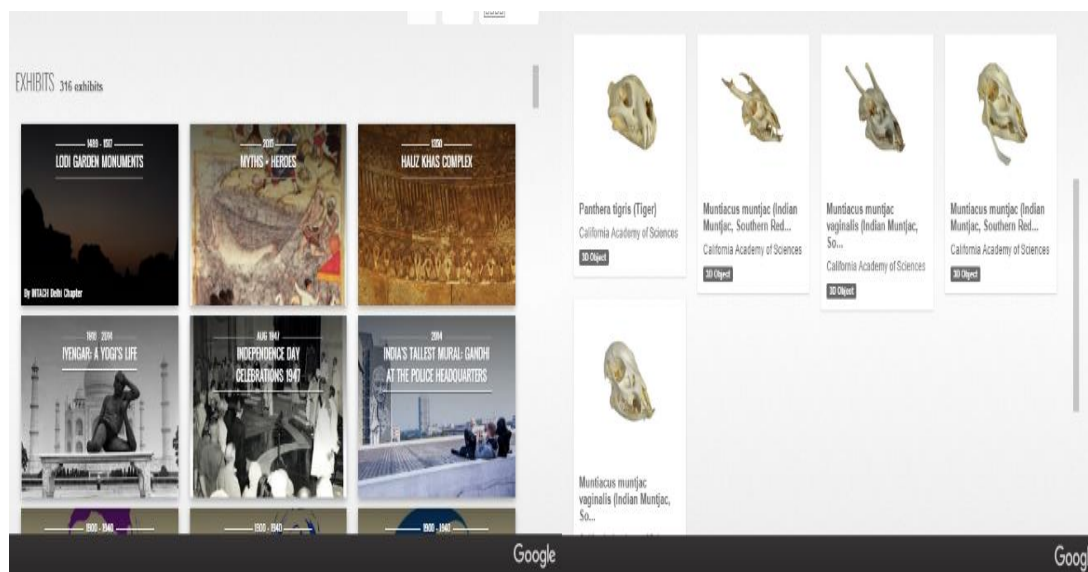 EXHIBITS 316 exhibits
1489 - 1517
LODI GARDEN MONUMENTS
By INTACH Delhi Chapter
2015
MYTHS + HEROES
1350
HAUZ KHAS COMPLEX
1918 2014
IYENGAR: A YOGI'S LIFE
AUG 1947
INDEPENDENCE DAY
CELEBRATIONS 1947
2014
INDIA'S TALLEST MURAL: GANDHI
AT THE POLICE HEADQUARTERS
1900 - 1940
1900 - 1940
1900 - 1940
Google
Panthera tigris (Tiger)
California Academy of Sciences
3D Object
Muntiacus muntjac (Indian
Muntjac, Southern Red...
California Academy of Sciences
3D Object
Muntiacus muntjac
vaginalis (Indian Muntjac,
So...
California Academy of Sciences
3D Object
Muntiacus muntjac (Indian
Muntjac, Southern Red...
California Academy of Sciences
3D Object
Muntiacus muntjac
vaginalis (Indian Muntjac,
So...
Googl